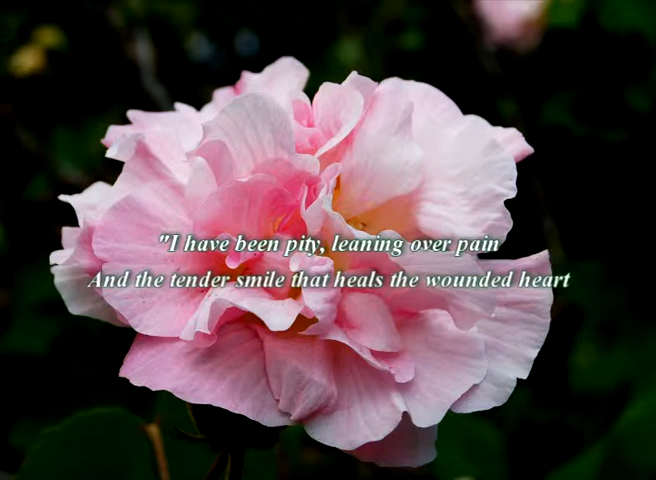 "I have been pity, leaning over pain
And the tender smile that heals the wounded heart